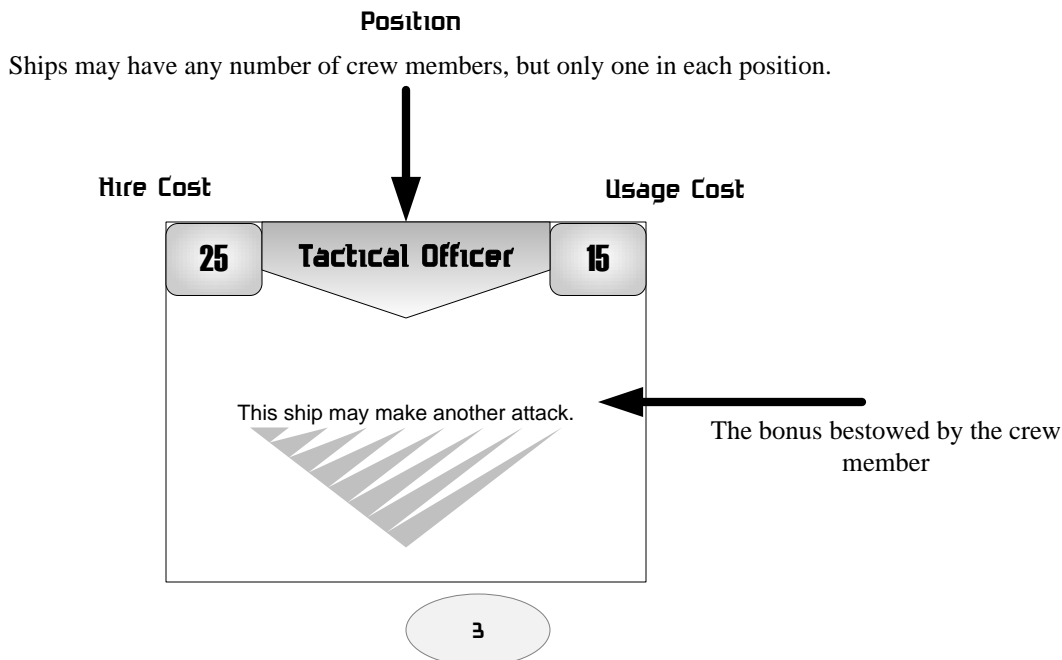 Position
Ships may have any number of crew members, but only one in each position.
Hire Cost
Usage Cost
25
Tactical Officer
15
This ship may make another attack.
The bonus bestowed by the crew
member
3